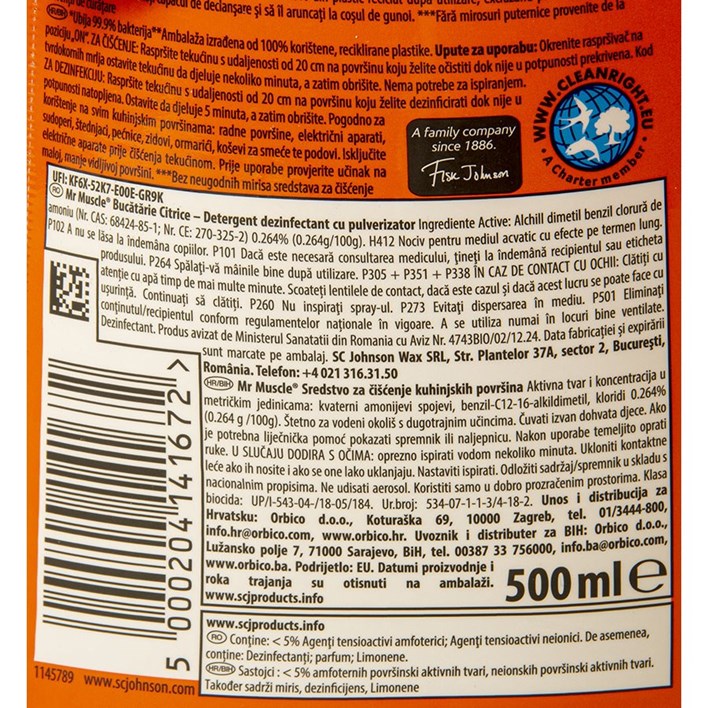 capacul de declanșare și îl aruncați la coșul de gunoi. ***Fără mirosuri puternice provenite de la
*Ubija 99.9% bakterija **Ambalaža izrađena od 100% korištene, reciklirane plastike. Upute za uporabu: Okrenite raspršivač na
poziciju „ON”. ZA ČIŠĆENJE: Raspršite tekućinu s udaljenosti od 20 cm na površinu koju želite očistiti dok nije u potpunosti prekrivena. Kod
tvrdokornih mrlja ostavite tekućinu da djeluje nekoliko minuta, a zatim obrišite. Nema potrebe za ispiranjem.
ZA DEZINFEKCIJU: Raspršite tekućinu s udaljenosti od 20 cm na površinu koju želite dezinficirati dok nije u
potpunosti natopljena. Ostavite da djeluje 5 minuta, a zatim obrišite. Pogodno za
korištenje na svim kuhinjskim površinama: radne površine, električni aparati,
sudoperi, štednjaci, pećnice, zidovi, ormarići, koševi za smeće te podovi. Isključite
električne aparate prije čišćenja tekućinom. Prije uporabe provjerite učinak na
maloj, manje vidljivoj površini. ***Bez neugodnih mirisa sredstava za čišćenje
A family company
since 1886.
Fisk Johnson
WWW.CLEANRIGHT.EU
• A Charter member •
UFI: KF6X-52K7-E00E-GR9K
RO Mr Muscle® Bucătărie Citrice – Detergent dezinfectant cu pulverizator Ingrediente Active: Alchill dimetil benzil clorură de
amoniu (Nr. CAS: 68424-85-1; Nr. CE: 270-325-2) 0.264% (0.264g/100g). H412 Nociv pentru mediul acvatic cu efecte pe termen lung.
P102 A nu se lăsa la îndemâna copiilor. P101 Dacă este necesară consultarea medicului, țineți la îndemână recipientul sau eticheta
produsului. P264 Spălați-vă mâinile bine după utilizare. P305 + P351 + P338 ÎN CAZ DE CONTACT CU OCHII: Clătiți cu
atenție cu apă timp de mai multe minute. Scoateți lentilele de contact, dacă este cazul și dacă acest lucru se poate face cu
ușurință. Continuați să clătiți. P260 Nu inspirați spray-ul. P273 Evitați dispersarea în mediu. P501 Eliminați
conținutul/recipientul conform regulamentelor naționale în vigoare. A se utiliza numai în locuri bine ventilate.
Dezinfectant. Produs avizat de Ministerul Sanatatii din Romania cu Aviz Nr. 4743BIO/02/12.24. Data fabricației și expirării
sunt marcate pe ambalaj. SC Johnson Wax SRL, Str. Plantelor 37A, sector 2, București,
România. Telefon: +4 021 316.31.50
HR/BIH Mr Muscle® Sredstvo za čišćenje kuhinjskih površina Aktivna tvar i koncentracija u
metričkim jedinicama: kvaterni amonijevi spojevi, benzil-C12-16-alkildimetil, kloridi 0.264%
(0.264 g /100g). Štetno za vodeni okoliš s dugotrajnim učincima. Čuvati izvan dohvata djece. Ako
je potrebna liječnička pomoć pokazati spremnik ili naljepnicu. Nakon uporabe temeljito oprati
ruke. U SLUČAJU DODIRA S OČIMA: oprezno ispirati vodom nekoliko minuta. Ukloniti kontaktne
leće ako ih nosite i ako se one lako uklanjaju. Nastaviti ispirati. Odložiti sadržaj/spremnik u skladu s
nacionalnim propisima. Ne udisati aerosol. Koristiti samo u dobro prozračenim prostorima. Klasa
biocida: UP/I-543-04/-18-05/184. Ur.broj: 534-07-1-1-3/4-18-2. Unos i distribucija za
Hrvatsku: Orbico d.o.o., Koturaška 69, 10000 Zagreb, tel. 01/3444-800,
info.hr@orbico.com, www.orbico.hr. Uvoznik i distributer za BIH: Orbico d.o.o.,
Lužansko polje 7, 71000 Sarajevo, BiH, tel. 00387 33 756000, info.ba@orbico.com,
www.orbico.ba. Podrijetlo: EU. Datumi proizvodnje i
roka trajanja su otisnuti na ambalaži.
www.scjproducts.info
500 ml e
5 000204 141672 >
www.scjproducts.info
RO Conține: < 5% Agenți tensioactivi amfoterici; Agenți tensioactivi neionici. De asemenea,
conține: Dezinfectanți; parfum; Limonene.
HR/BIH Sastojci : < 5% amfoternih površinski aktivnih tvari, neionskih površinski aktivnih tvari.
Također sadrži miris, dezinficijens, Limonene
1145789 www.scjohnson.com